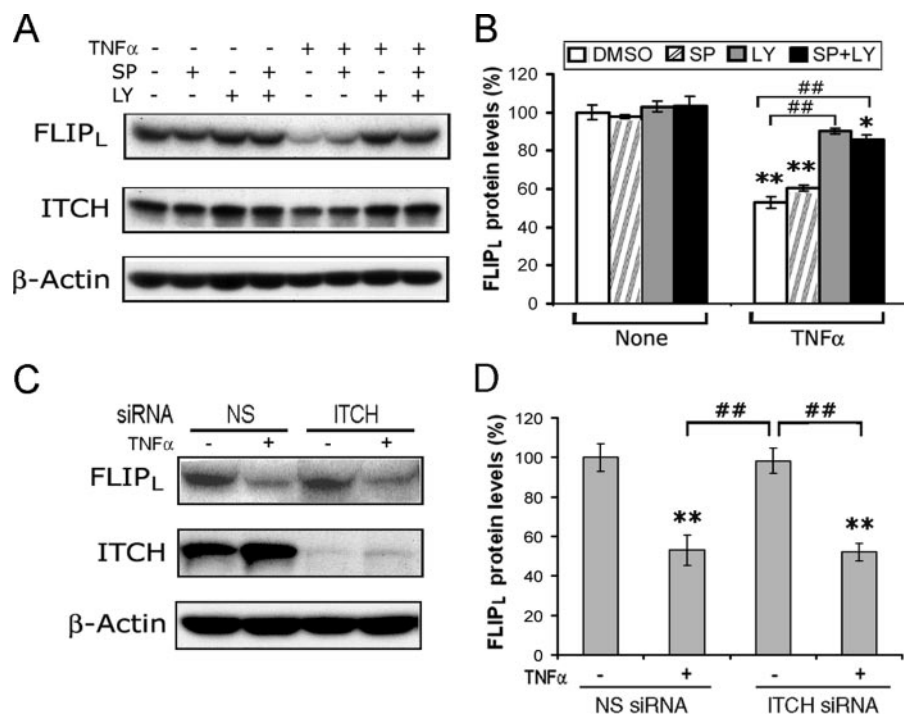 A
TNFα - - - - + + + +
SP - + - + - + - +
LY - - + + - - + +
FLIPL
ITCH
β-Actin
B
DMSO SP LY SP+LY
FLIPL protein levels (%)
120
100
80
60
40
20
0
##
##
** ** *
None TNFα
C
siRNA NS ITCH
TNFα - + - +
FLIPL
ITCH
β-Actin
D
FLIPL protein levels (%)
120
100
80
60
40
20
0
## ##
** **
TNFα - + - +
NS siRNA ITCH siRNA